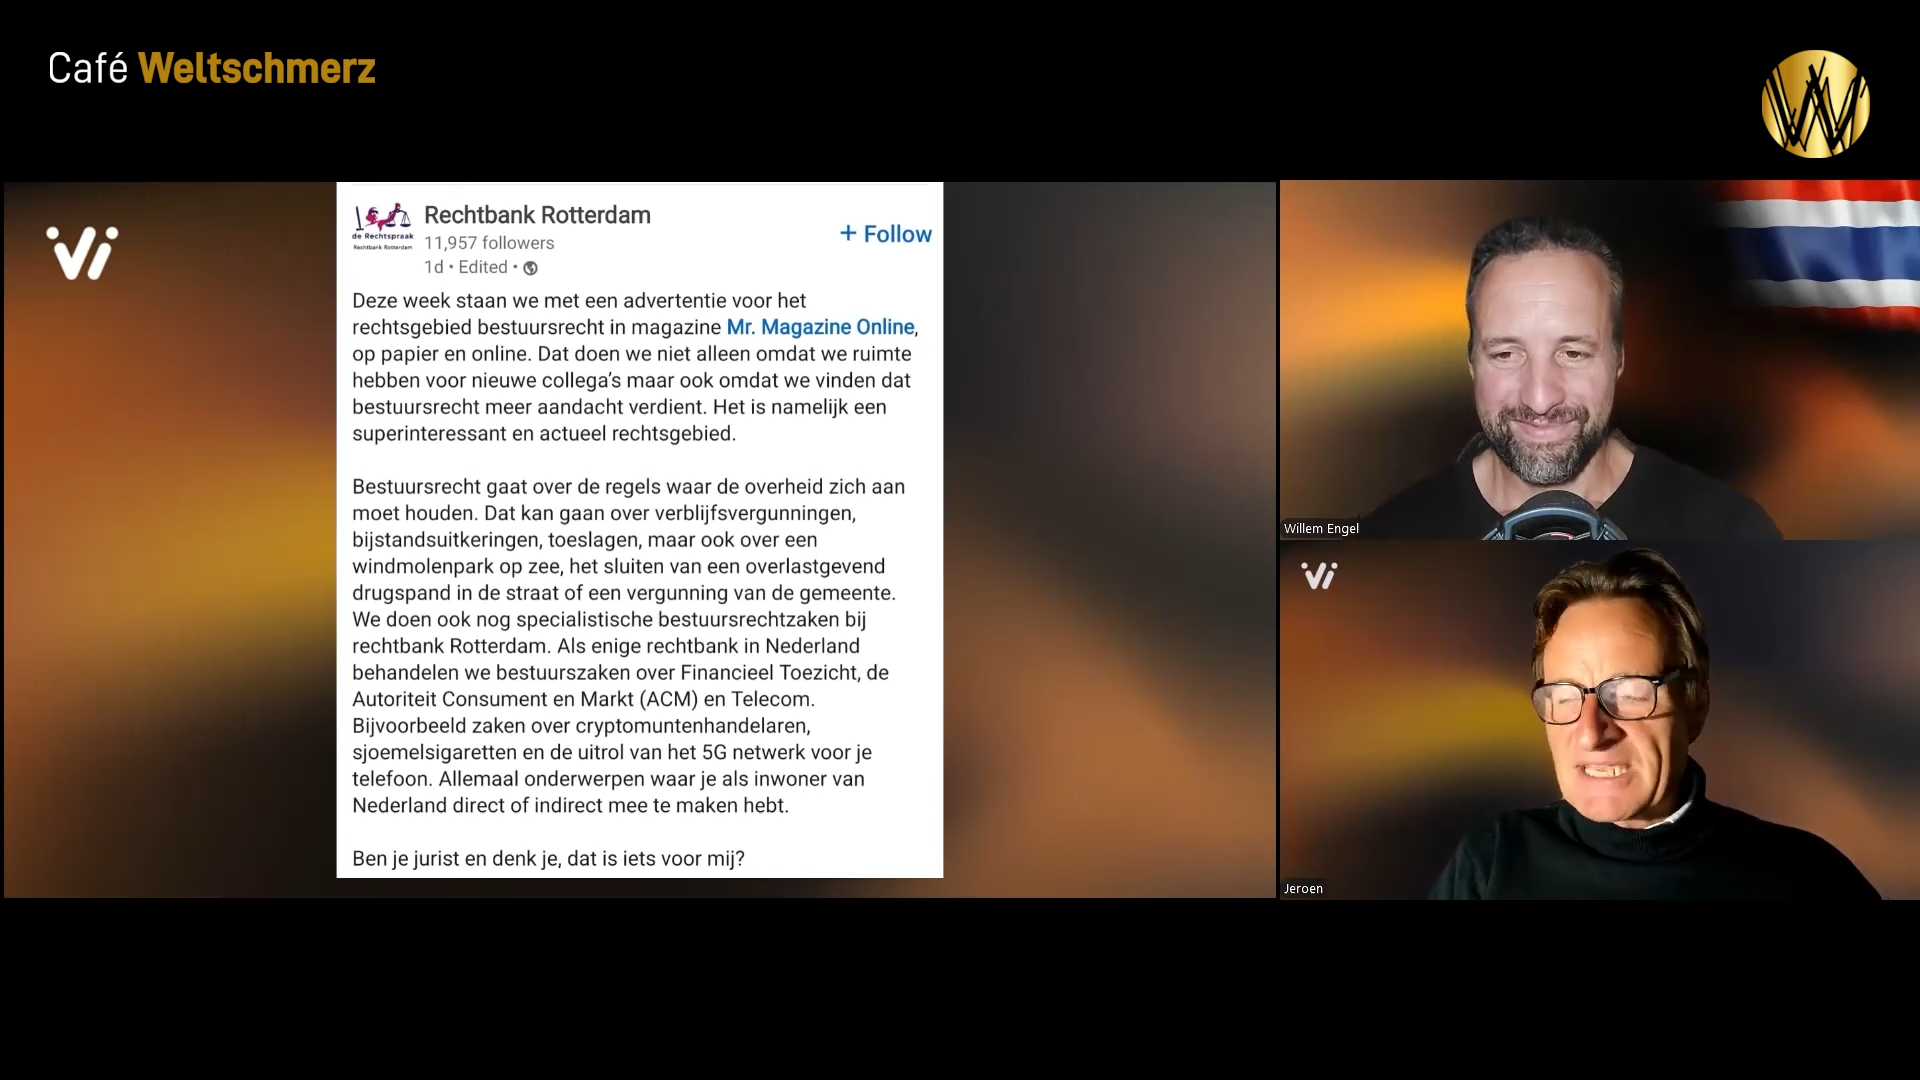 Café Weltschmerz
Rechtbank Rotterdam
11,957 followers
1d • Edited •
+ Follow
de Rechtspraak
Rechtbank Rotterdam
Deze week staan we met een advertentie voor het
rechtsgebied bestuursrecht in magazine Mr. Magazine Online,
op papier en online. Dat doen we niet alleen omdat we ruimte
hebben voor nieuwe collega's maar ook omdat we vinden dat
bestuursrecht meer aandacht verdient. Het is namelijk een
superinteressant en actueel rechtsgebied.
Bestuursrecht gaat over de regels waar de overheid zich aan
moet houden. Dat kan gaan over verblijfsvergunningen,
bijstandsuitkeringen, toeslagen, maar ook over een
windmolenpark op zee, het sluiten van een overlastgevend
drugspand in de straat of een vergunning van de gemeente.
We doen ook nog specialistische bestuursrechtzaken bij
rechtbank Rotterdam. Als enige rechtbank in Nederland
behandelen we bestuurszaken over Financieel Toezicht, de
Autoriteit Consument en Markt (ACM) en Telecom.
Bijvoorbeeld zaken over cryptomuntenhandelaren,
sjoemelsigaretten en de uitrol van het 5G netwerk voor je
telefoon. Allemaal onderwerpen waar je als inwoner van
Nederland direct of indirect mee te maken hebt.
Ben je jurist en denk je, dat is iets voor mij?
Willem Engel
Jeroen